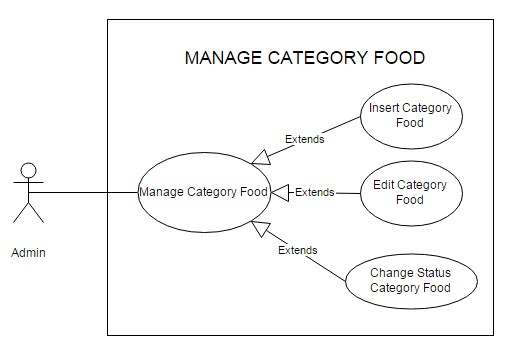 MANAGE CATEGORY FOOD
Insert Category
Food
Extends
Manage Category Food
Extends
Edit Category
Food
Admin
Extends
Change Status
Category Food